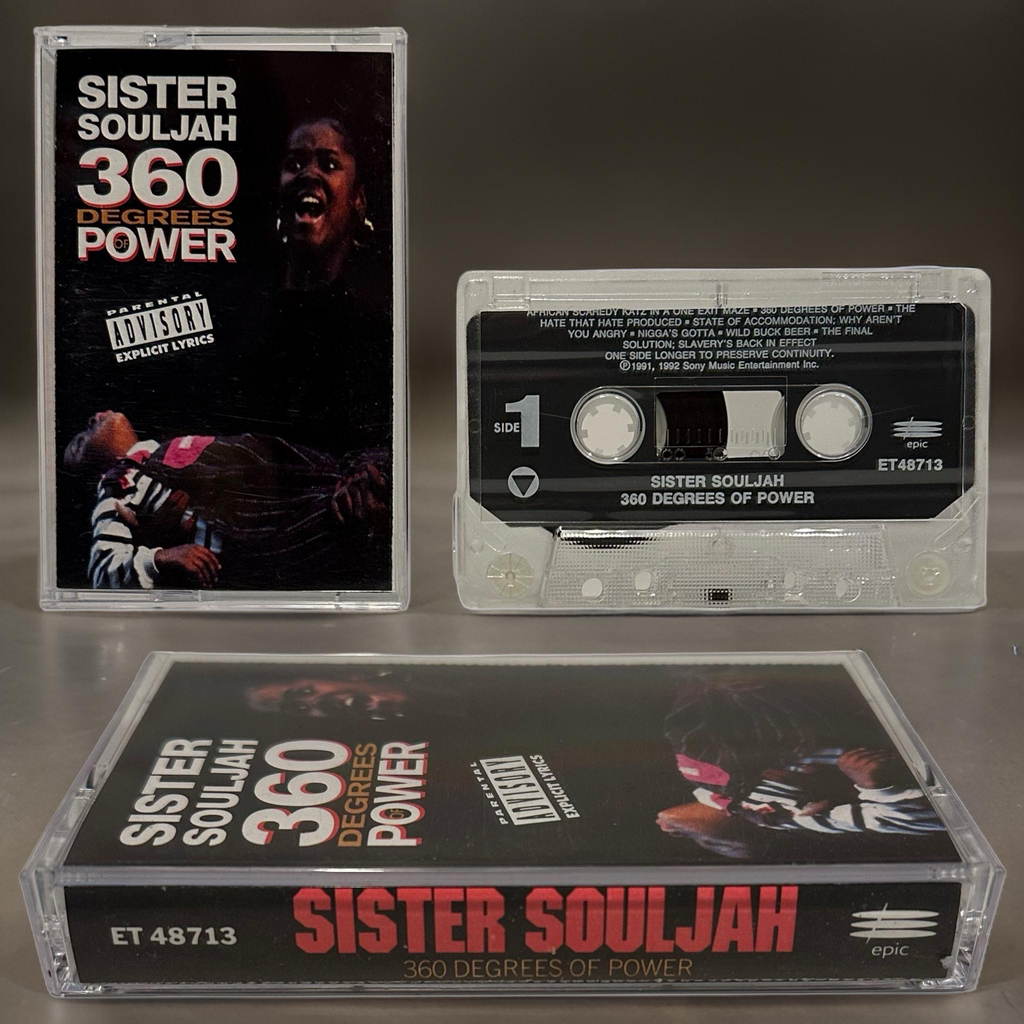 SISTER
SOULJAH
360
DEGREES
OF
POWER
PARENTAL
ADVISORY
EXPLICIT LYRICS
AFRICAN SCAREDY KATZ IN A ONE EXIT MAZE • 360 DEGREES OF POWER • THE
HATE THAT HATE PRODUCED • STATE OF ACCOMMODATION; WHY AREN'T
YOU ANGRY • NIGGA'S GOTTA • WILD BUCK BEER • THE FINAL
SOLUTION; SLAVERY'S BACK IN EFFECT
ONE SIDE LONGER TO PRESERVE CONTINUITY.
℗1991, 1992 Sony Music Entertainment Inc.
SIDE 1
epic
ET48713
SISTER SOULJAH
360 DEGREES OF POWER
SISTER
SOULJAH
360
DEGREES
OF
POWER
PARENTAL
ADVISORY
EXPLICIT LYRICS
ET 48713
SISTER SOULJAH
360 DEGREES OF POWER
epic